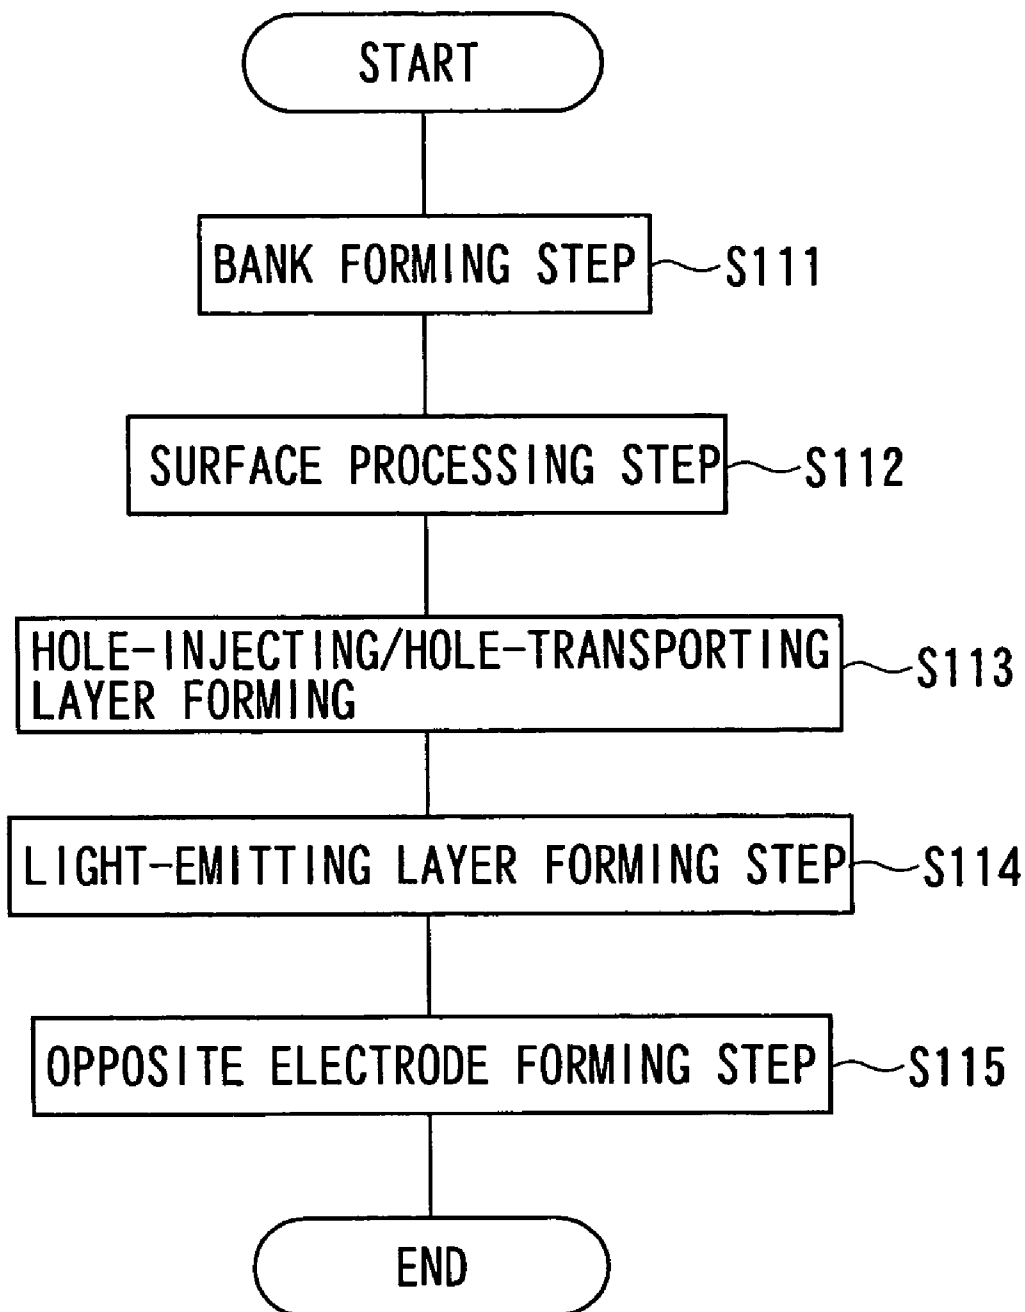 START
BANK FORMING STEP S111
SURFACE PROCESSING STEP S112
HOLE-INJECTING/HOLE-TRANSPORTING
LAYER FORMING
S113
LIGHT-EMITTING LAYER FORMING STEP S114
OPPOSITE ELECTRODE FORMING STEP S115
END